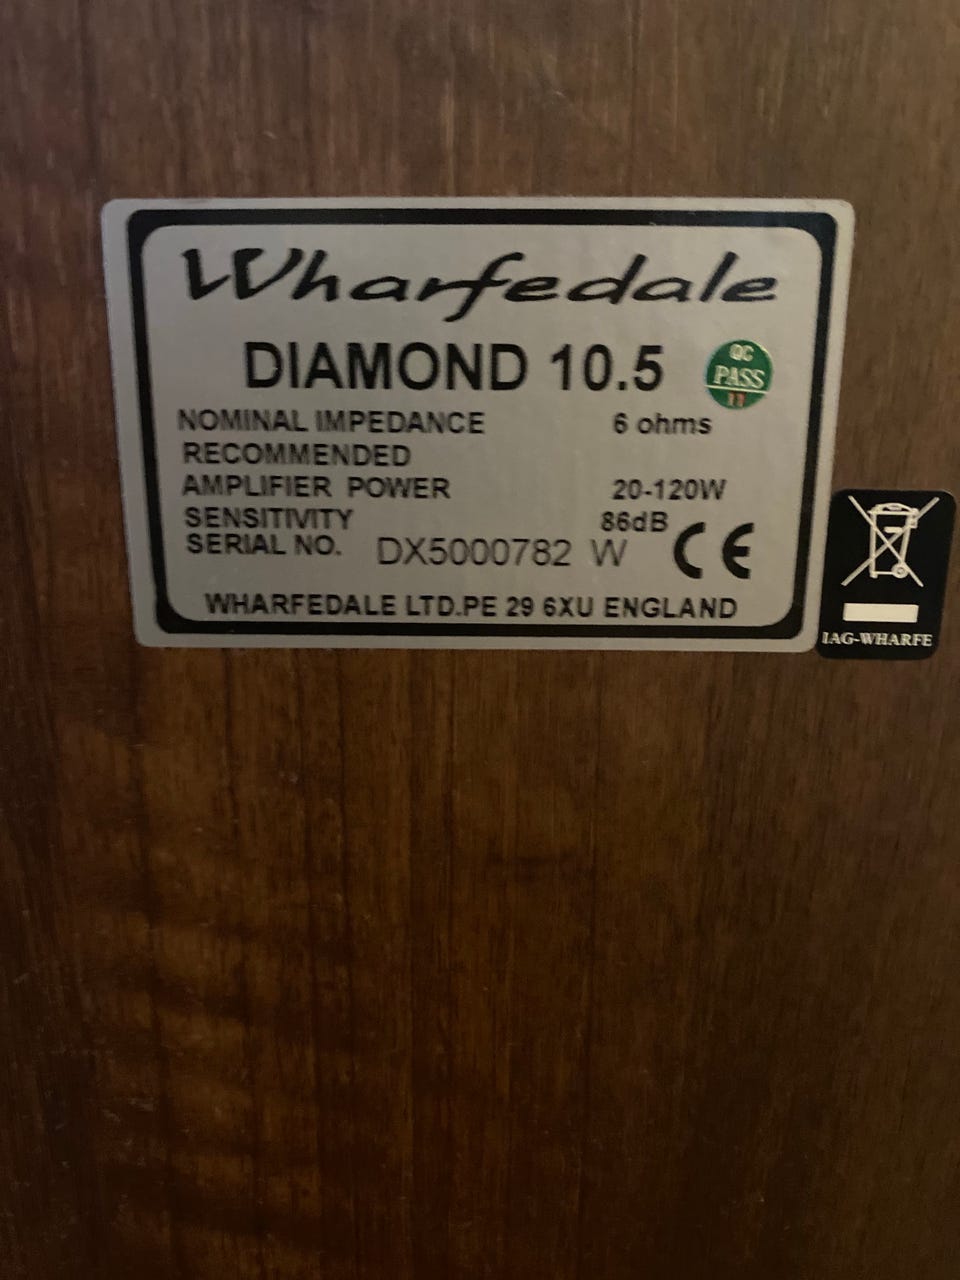 Wharfedale
DIAMOND 10.5
QC
PASS
11
NOMINAL IMPEDANCE 6 ohms
RECOMMENDED
AMPLIFIER POWER 20-120W
SENSITIVITY 86dB
SERIAL NO. DX5000782 W CE
WHARFEDALE LTD.PE 29 6XU ENGLAND
IAG-WHARFE